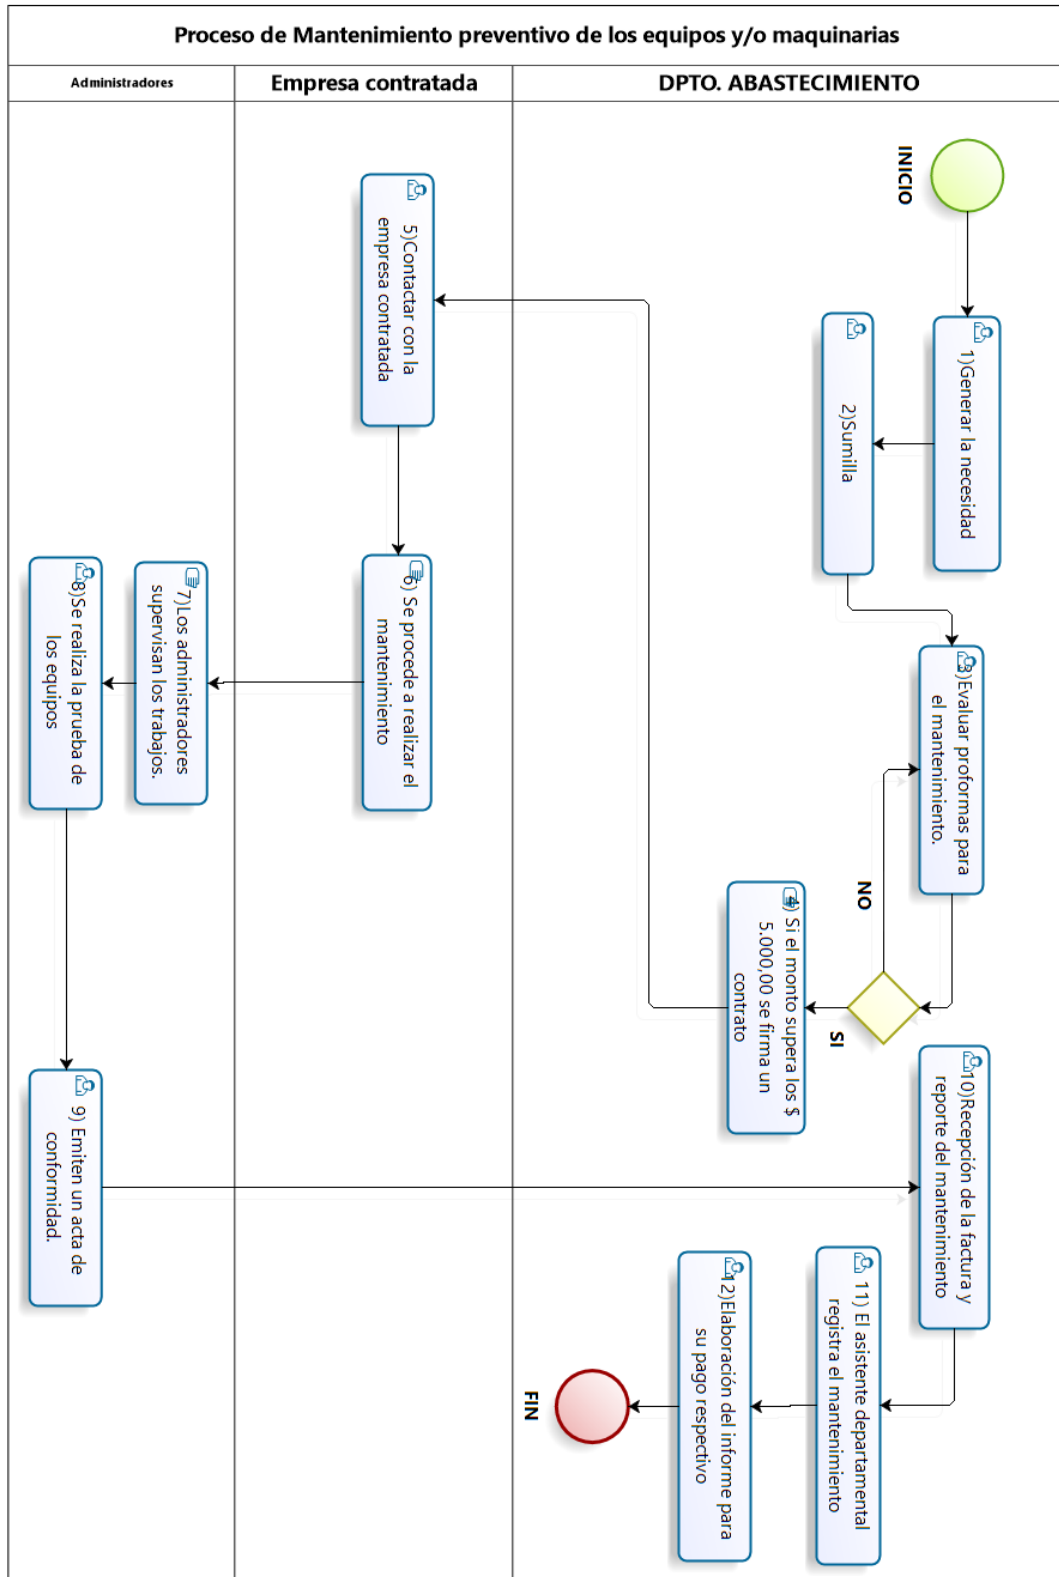 Proceso de Mantenimiento preventivo de los equipos y/o maquinarias
Administradores
Empresa contratada
DPTO. ABASTECIMIENTO
INICIO
1)Generar la necesidad
2)Sumilla
3)Evaluar proformas para
el mantenimiento.
NO
SI
4) Si el monto supera los $
5.000,00 se firma un
contrato
5)Contactar con la
empresa contratada
6) Se procede a realizar el
mantenimiento
7)Los administradores
supervisan los trabajos.
8)Se realiza la prueba de
los equipos
9) Emiten un acta de
conformidad.
10)Recepción de la factura y
reporte del mantenimiento
11) El asistente departamental
registra el mantenimiento
12)Elaboración del informe para
su pago respectivo
FIN